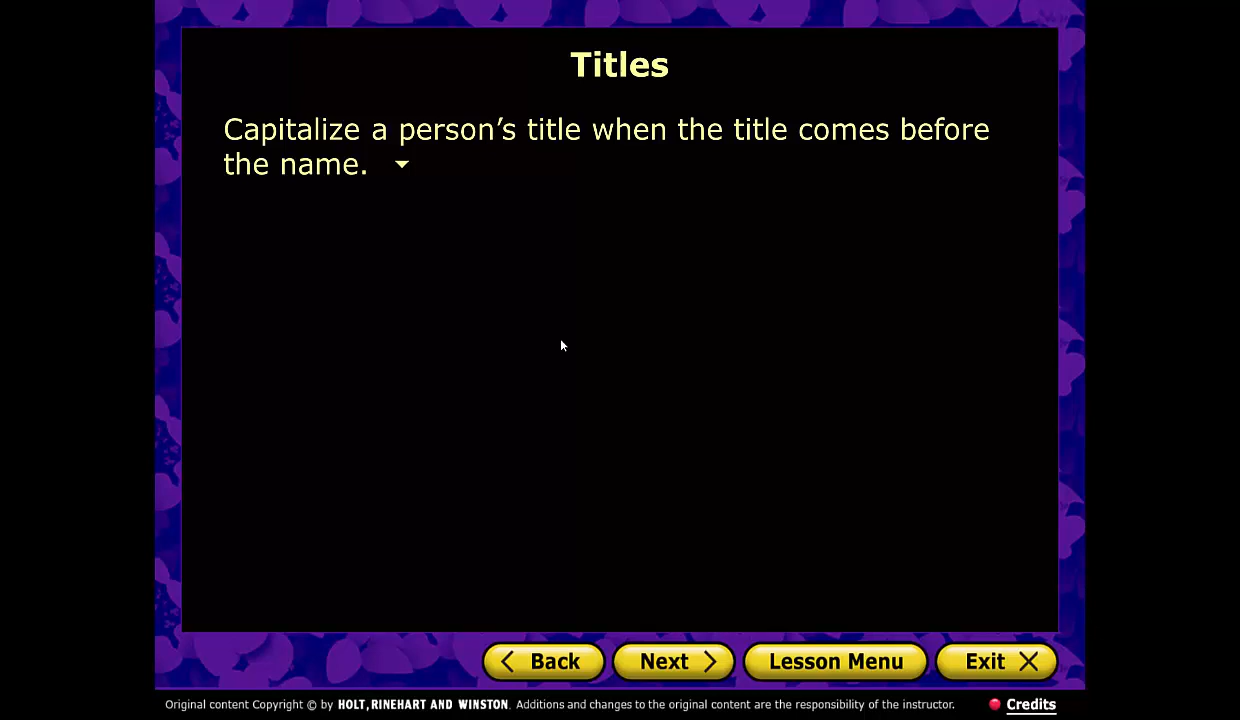 Titles
Capitalize a person’s title when the title comes before
the name.
Back
Next
Lesson Menu
Exit
Original content Copyright © by HOLT, RINEHART AND WINSTON. Additions and changes to the original content are the responsibility of the instructor.
Credits